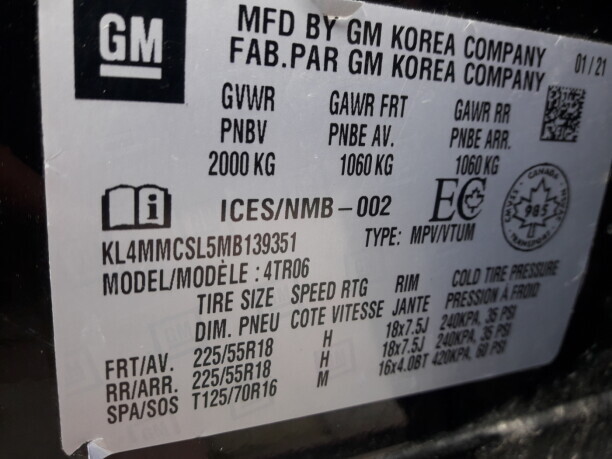 GM
MFD BY GM KOREA COMPANY 01/21
FAB.PAR GM KOREA COMPANY
GVWR GAWR FRT GAWR RR
PNBV PNBE AV. PNBE ARR.
2000 KG 1060 KG 1060 KG
ICES/NMB-002 EC
KL4MMCSL5MB139351 TYPE: MPV/VTUM
CANADA 985 TRANSPORT
MODEL/MODÈLE: 4TR06
TIRE SIZE SPEED RTG RIM COLD TIRE PRESSURE
DIM. PNEU COTE VITESSE JANTE PRESSION À FROID
FRT/AV. 225/55R18 H 18x7.5J 240KPA, 35 PSI
RR/ARR. 225/55R18 H 18x7.5J 240KPA, 35 PSI
SPA/SOS T125/70R16 M 16x4.0BT 420KPA, 60 PSI